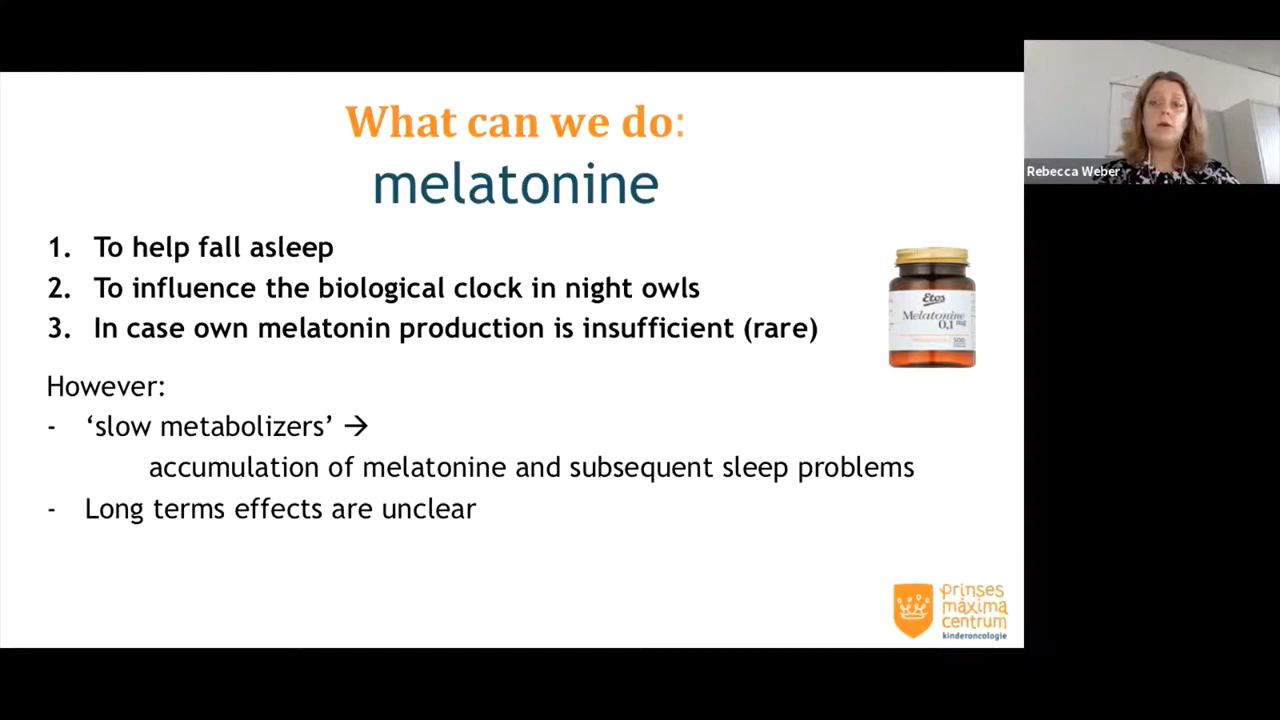 What can we do:
melatonine
1. To help fall asleep
2. To influence the biological clock in night owls
3. In case own melatonin production is insufficient (rare)
However:
- ‘slow metabolizers’ →
accumulation of melatonine and subsequent sleep problems
- Long terms effects are unclear
Etos
Melatonine
0,1 mg
500
prinses
máxima
centrum
kinderoncologie
Rebecca Weber